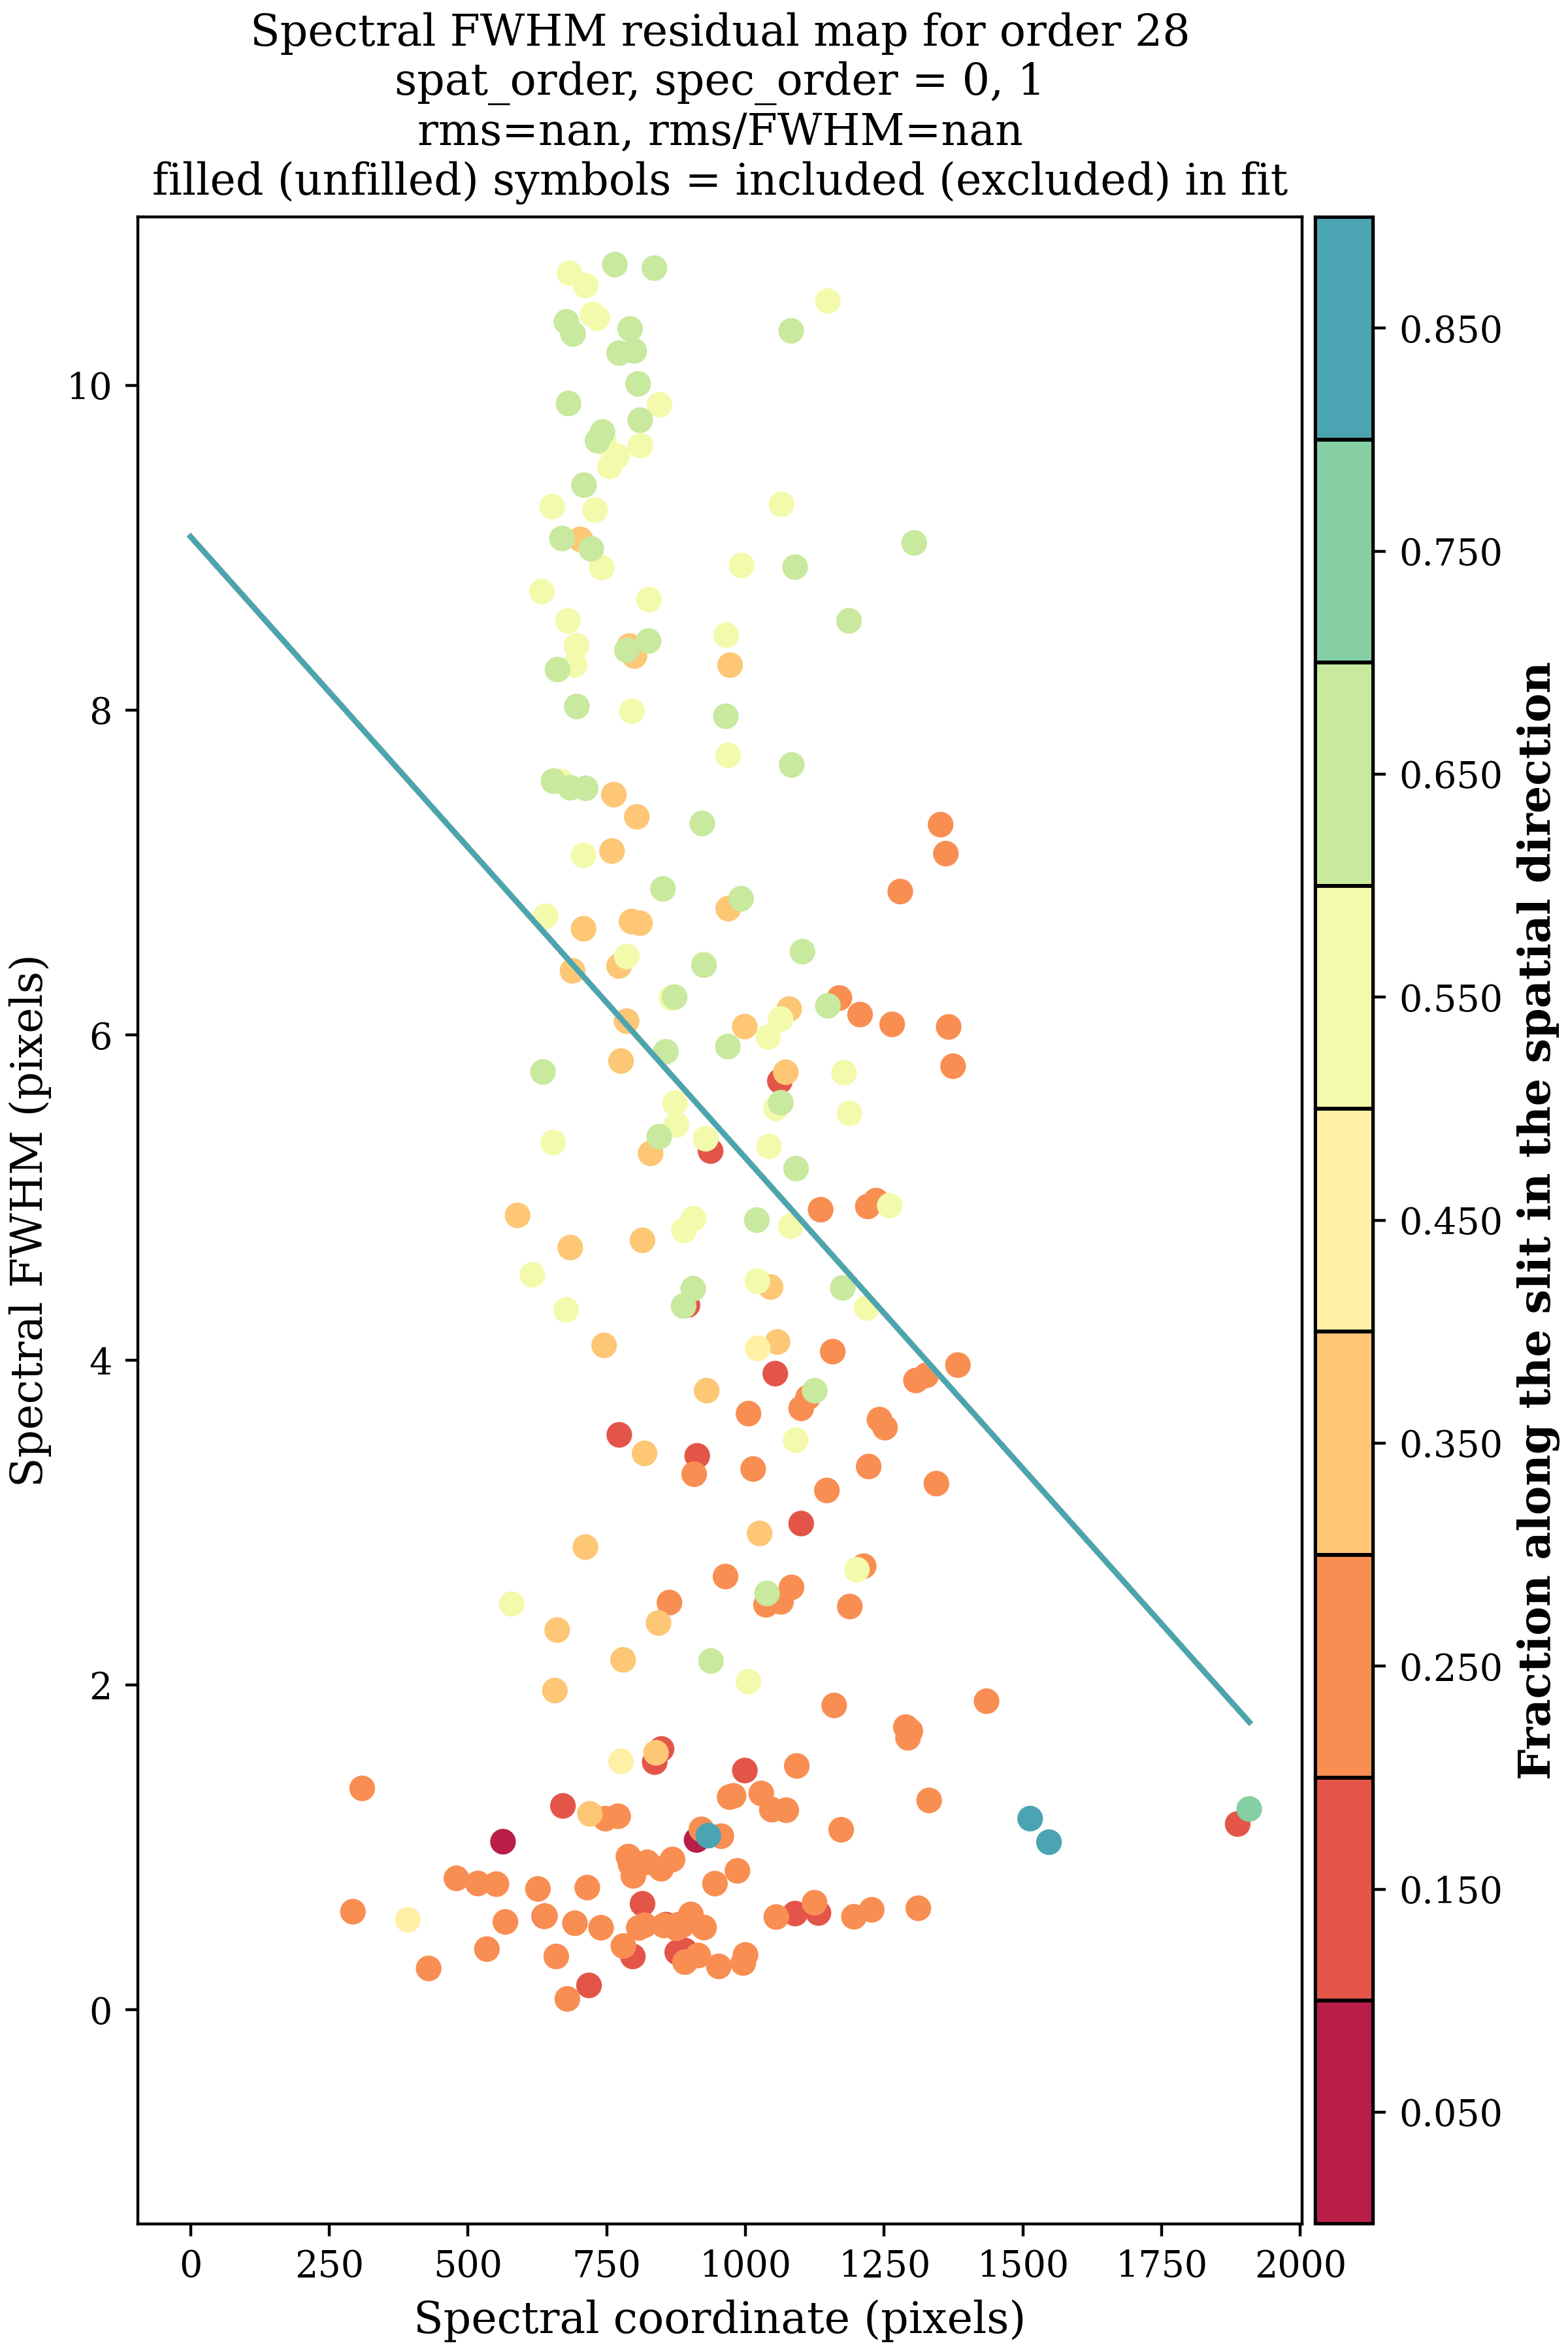 Spectral FWHM residual map for order 28
spat_order, spec_order = 0, 1
rms=nan, rms/FWHM=nan
filled (unfilled) symbols = included (excluded) in fit
Spectral FWHM (pixels)
10
8
6
4
2
0
0 250 500 750 1000 1250 1500 1750 2000
Spectral coordinate (pixels)
0.850
0.750
0.650
0.550
0.450
0.350
0.250
0.150
0.050
Fraction along the slit in the spatial direction